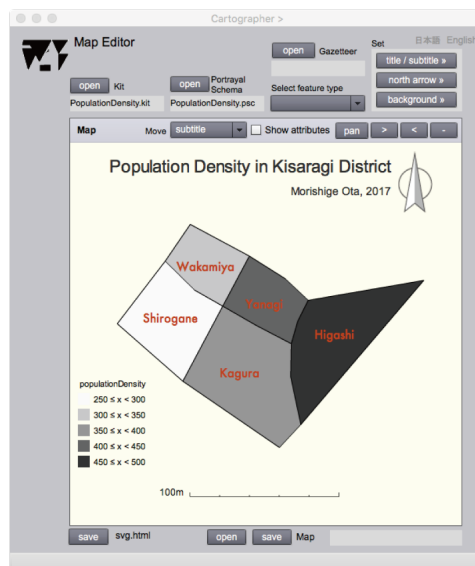 Cartographer >
Map Editor
日本語 English
open Gazetteer
Set
title / subtitle »
north arrow »
background »
open Kit
open Portrayal Schema
Select feature type
PopulationDensity.kit
PopulationDensity.psc
Map
Move subtitle
Show attributes
pan > < -
Population Density in Kisaragi District
Morishige Ota, 2017
Wakamiya
Shirogane
Higashi
Kagura
populationDensity
250 ≤ x < 300
300 ≤ x < 350
350 ≤ x < 400
400 ≤ x < 450
450 ≤ x < 500
100m
save svg.html
open save Map